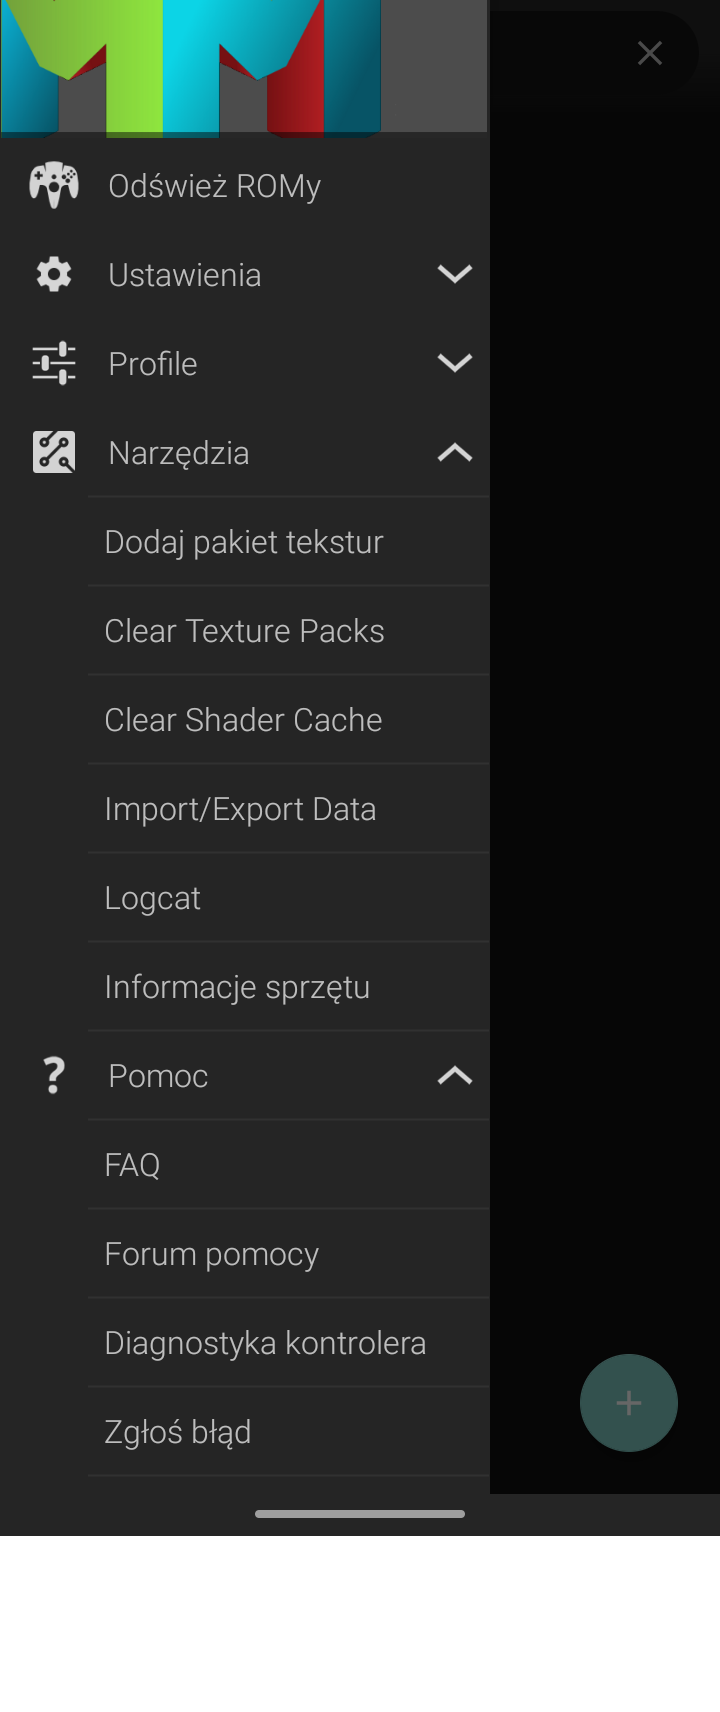 Odśwież ROMy
Ustawienia
Profile
Narzędzia
Dodaj pakiet tekstur
Clear Texture Packs
Clear Shader Cache
Import/Export Data
Logcat
Informacje sprzętu
Pomoc
FAQ
Forum pomocy
Diagnostyka kontrolera
Zgłoś błąd